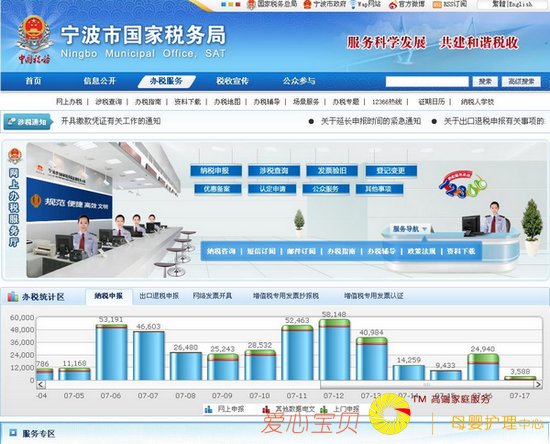 国家税务总局 宁波市政府 Wap网站 官方微博 RSS订阅 繁體|English
宁波市国家税务局
Ningbo Municipal Office, SAT
中国税务
服务科学发展 共建和谐税收
首页 信息公开 办税服务 税收宣传 公众参与 搜索 高级搜索
网上办税 | 涉税查询 | 办税指南 | 资料下载 | 办税地图 | 办税辅导 | 场景服务 | 办税专题 | 12366热线 | 征期日历 | 纳税人学校
涉税通知 开具缴款凭证有关工作的通知 关于延长申报时间的紧急通知 关于出口退税申报有关事项的
网上办税服务厅
宁波市国家税务局
规范 便捷 高效 文明
纳税申报 涉税查询 发票验旧 登记变更
优惠备案 认定申请 公众服务 其他事项
12366
服务导航
纳税咨询 | 短信订阅 | 邮件订阅 | 办税指南 | 办税辅导 | 政策法规 | 资料下载
办税统计区 纳税申报 出口退税申报 网络发票开具 增值税专用发票抄报税 增值税专用发票认证
60,000
48,000
36,000
24,000
12,000
0
786 11,168 53,191 46,603 26,480 25,243 28,532 52,463 58,148 40,984 14,259 9,433 24,940 3,588
-04 07-05 07-06 07-07 07-08 07-09 07-10 07-11 07-12 07-13 07-14 07-15 07-16 07-17
网上申报 其他数据电文 上门申报
爱心宝贝 TM 高端家庭服务
母婴护理中心
服务专区